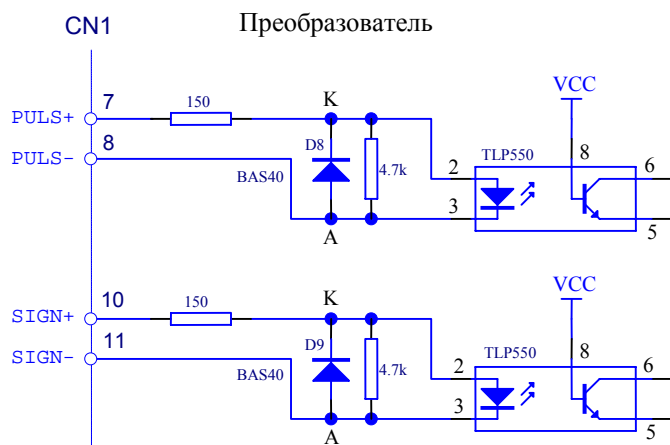 CN1
Преобразователь
VCC
7
150
K
PULS+
8
D8
8
TLP550
PULS-
BAS40
4.7k
2
6
3
5
A
VCC
10
150
K
SIGN+
11
D9
8
TLP550
SIGN-
BAS40
4.7k
2
6
3
5
A